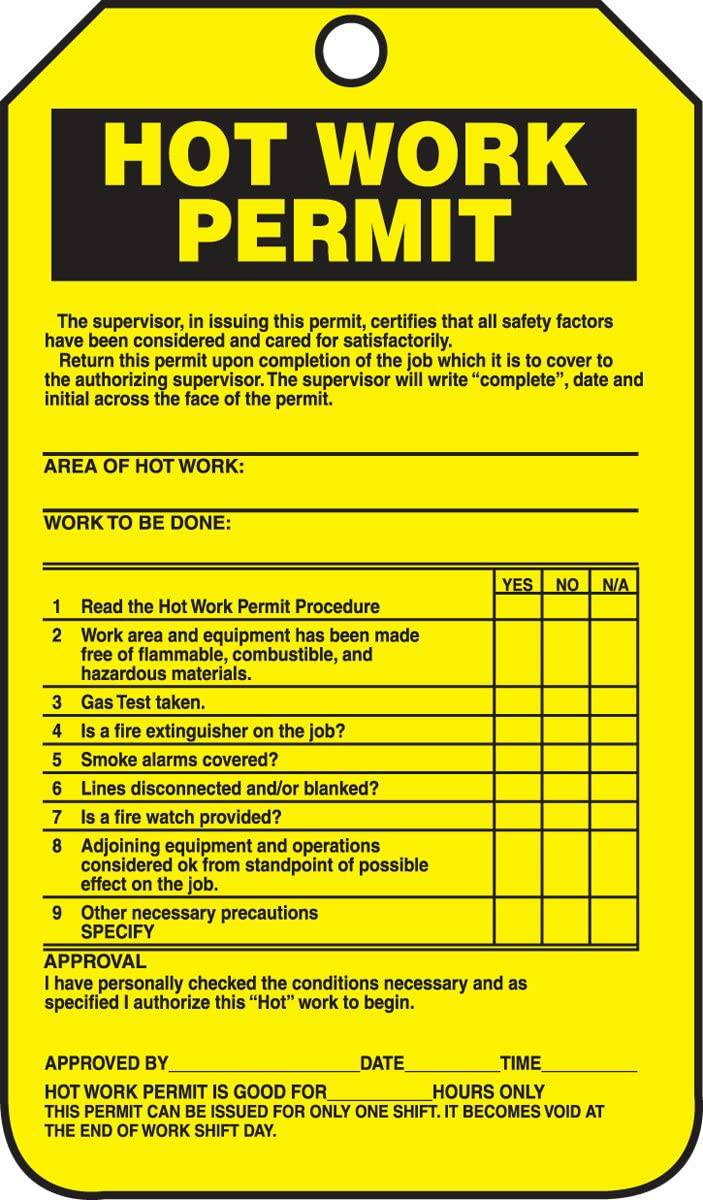 HOT WORK
PERMIT
The supervisor, in issuing this permit, certifies that all safety factors
have been considered and cared for satisfactorily.
Return this permit upon completion of the job which it is to cover to
the authorizing supervisor. The supervisor will write “complete”, date and
initial across the face of the permit.
AREA OF HOT WORK:
WORK TO BE DONE:
YES NO N/A
1 Read the Hot Work Permit Procedure
2 Work area and equipment has been made
free of flammable, combustible, and
hazardous materials.
3 Gas Test taken.
4 Is a fire extinguisher on the job?
5 Smoke alarms covered?
6 Lines disconnected and/or blanked?
7 Is a fire watch provided?
8 Adjoining equipment and operations
considered ok from standpoint of possible
effect on the job.
9 Other necessary precautions
SPECIFY
APPROVAL
I have personally checked the conditions necessary and as
specified I authorize this “Hot” work to begin.
APPROVED BY____________________DATE__________TIME__________
HOT WORK PERMIT IS GOOD FOR___________HOURS ONLY
THIS PERMIT CAN BE ISSUED FOR ONLY ONE SHIFT. IT BECOMES VOID AT
THE END OF WORK SHIFT DAY.